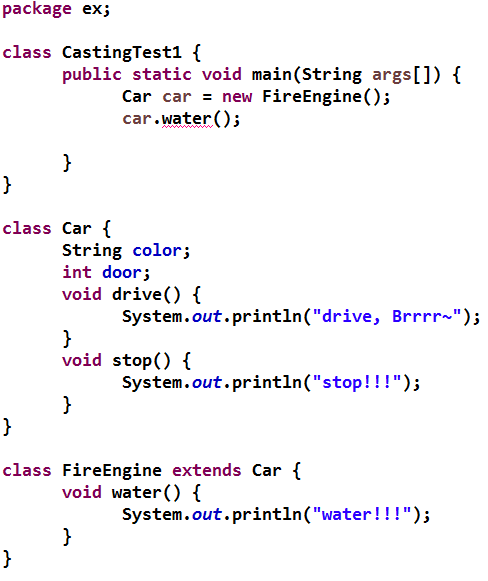 package ex;

class CastingTest1 {
      public static void main(String args[]) {
            Car car = new FireEngine();
            car.water();

      }
}

class Car {
      String color;
      int door;
      void drive() {
            System.out.println("drive, Brrrr~");
      }
      void stop() {
            System.out.println("stop!!!");
      }
}

class FireEngine extends Car {
      void water() {
            System.out.println("water!!!");
      }
}